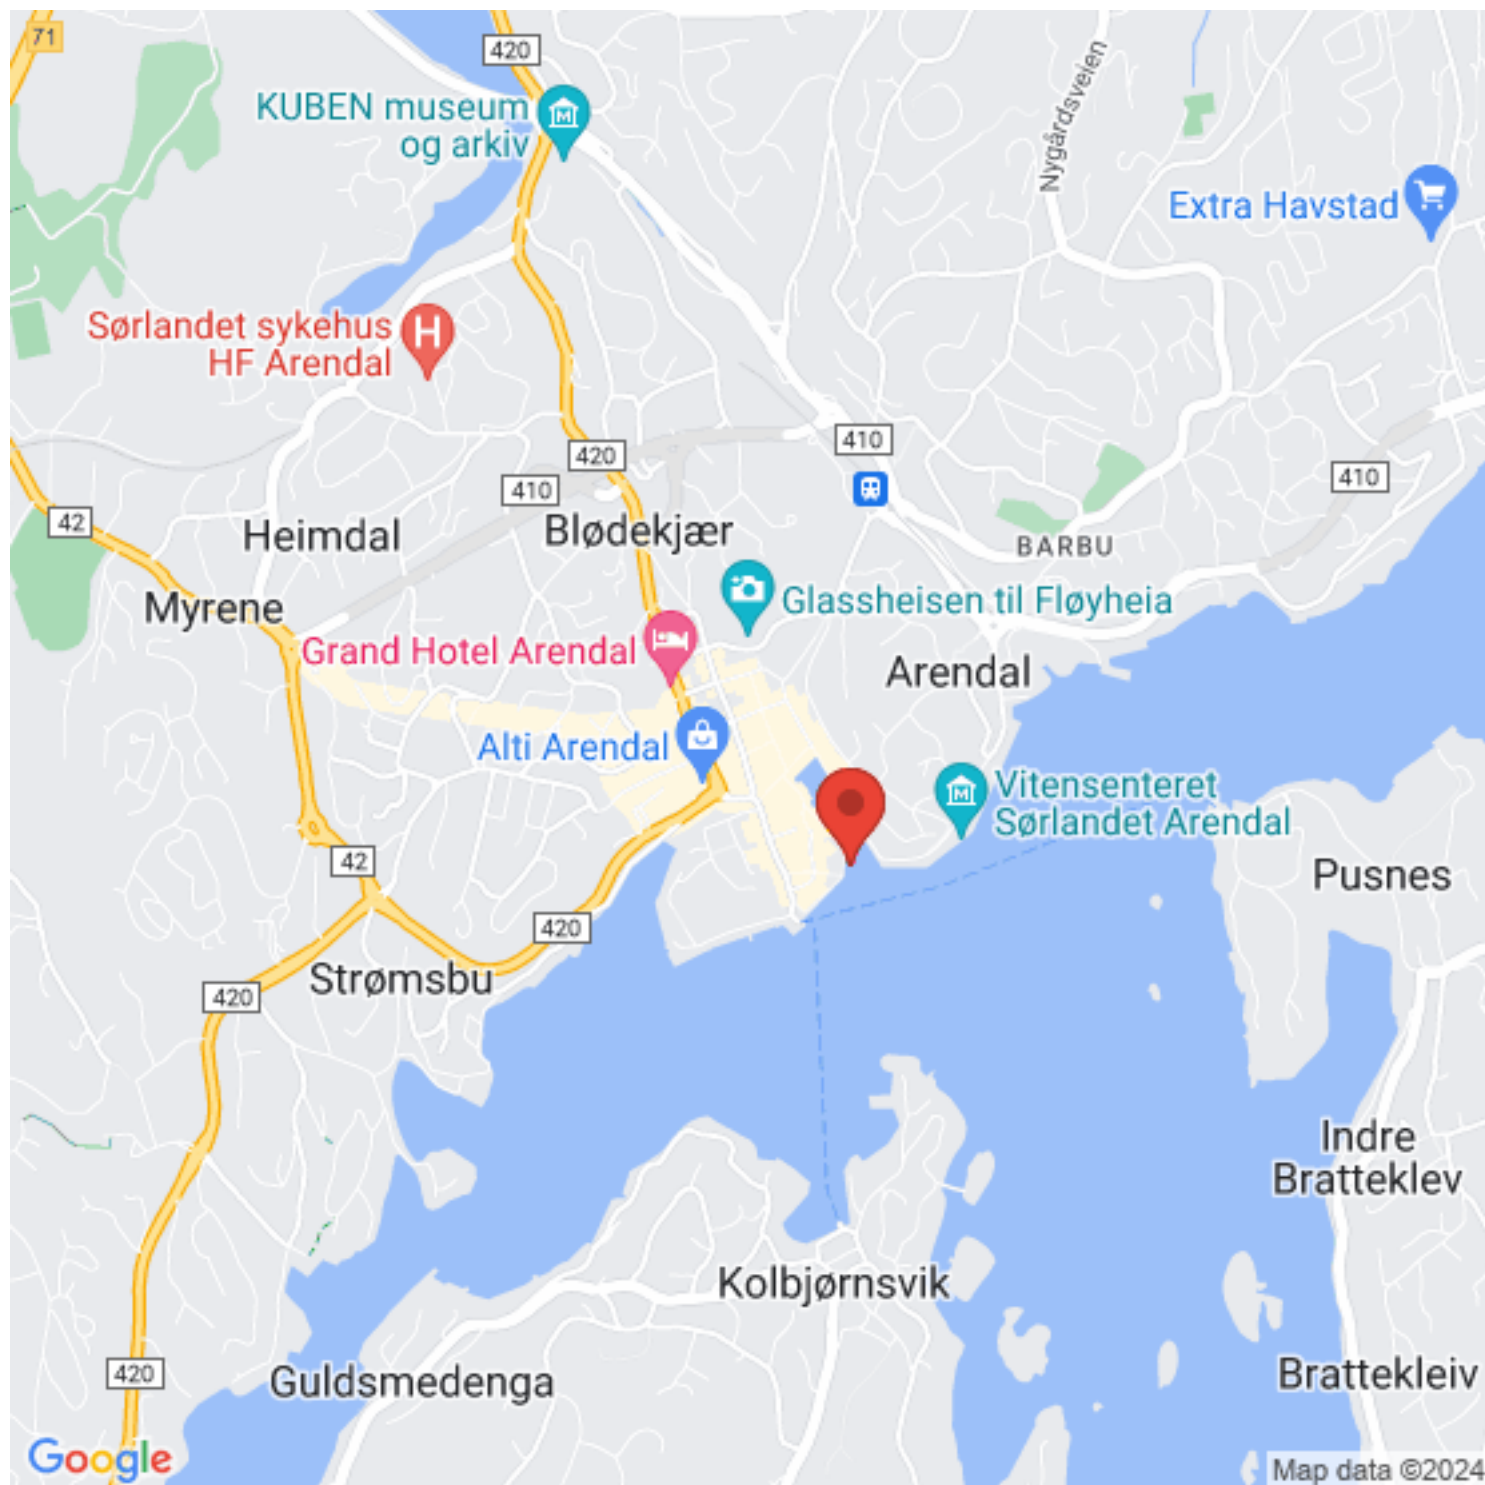 71
420
KUBEN museum
og arkiv
Nygårdsveien
Extra Havstad
Sørlandet sykehus
HF Arendal
410
420
410
410
42
Heimdal
Blødekjær
BARBU
Myrene
Glassheisen til Fløyheia
Grand Hotel Arendal
Arendal
Alti Arendal
Vitensenteret
Sørlandet Arendal
42
Pusnes
420
Strømsbu
420
Indre
Bratteklev
Kolbjørnsvik
420
Guldsmedenga
Brattekleiv
Google
Map data ©2024